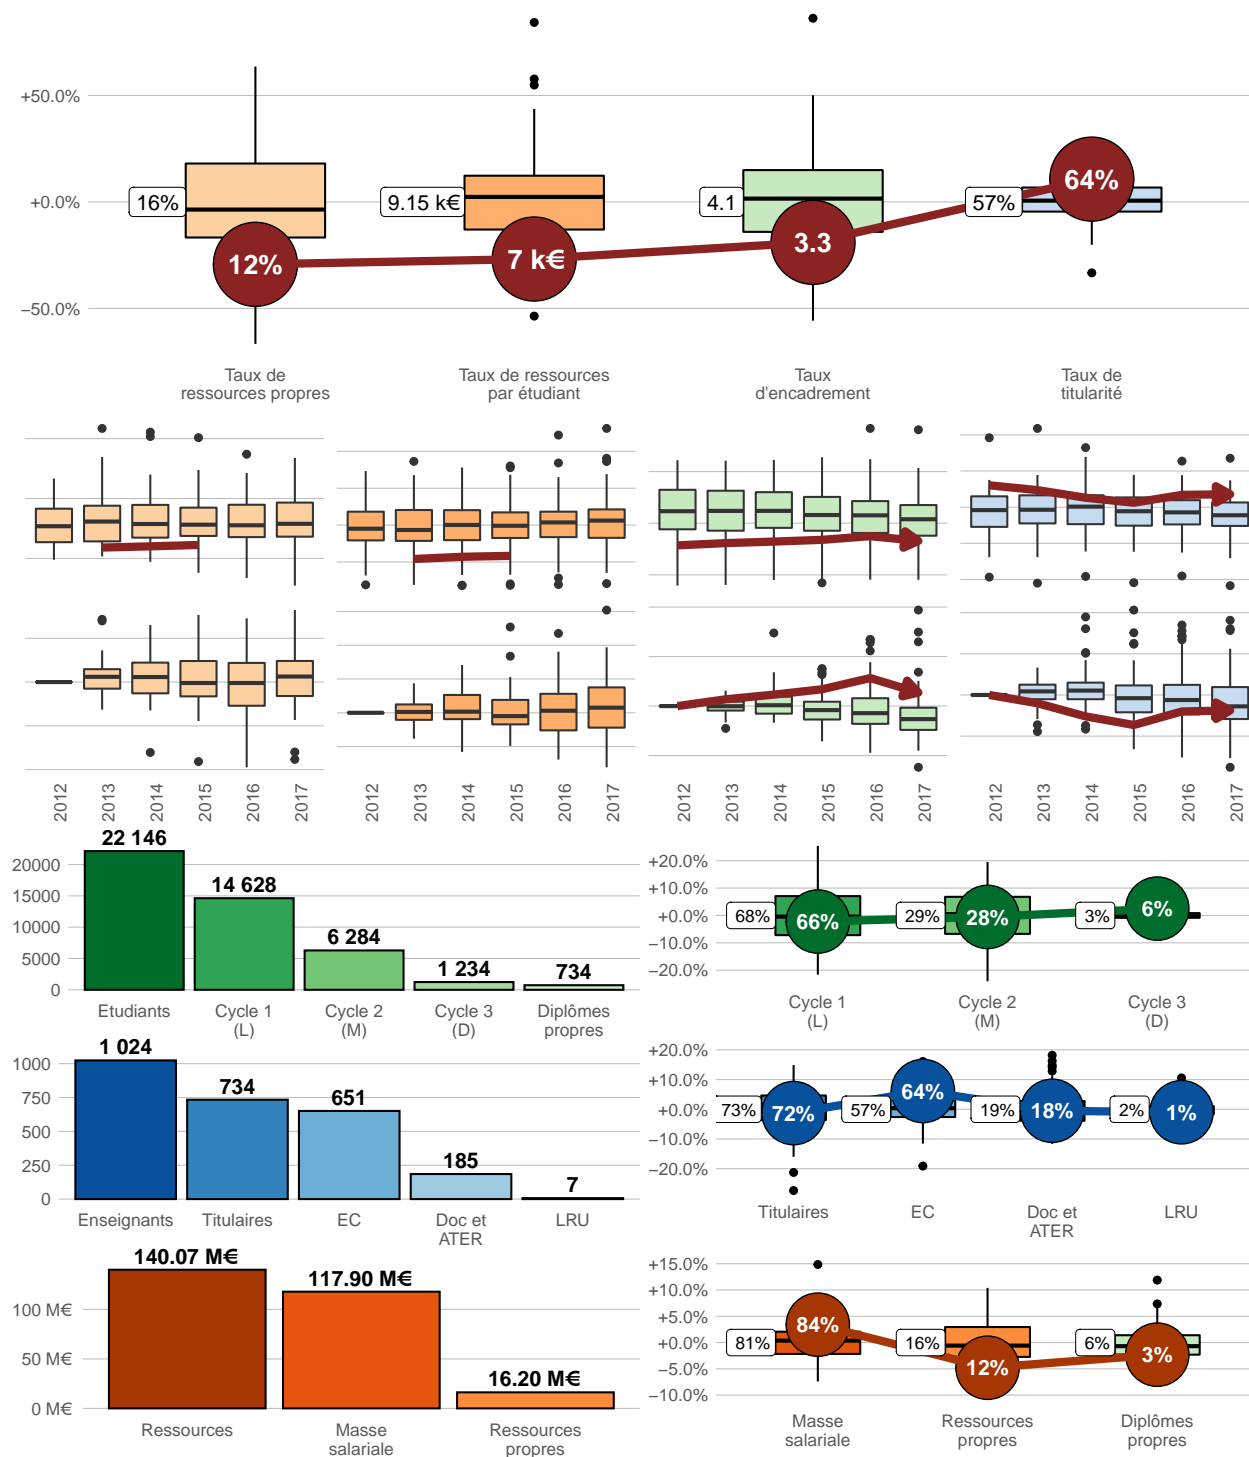 +50.0%
+0.0%
−50.0%
16%
9.15 k€
4.1
57%
12%
7 k€
3.3
64%
Taux de
ressources propres
Taux de ressources
par étudiant
Taux
d'encadrement
Taux de
titularité
2012
2013
2014
2015
2016
2017
2012
2013
2014
2015
2016
2017
2012
2013
2014
2015
2016
2017
2012
2013
2014
2015
2016
2017
20000
15000
10000
5000
0
22 146
14 628
6 284
1 234
734
Etudiants
Cycle 1
(L)
Cycle 2
(M)
Cycle 3
(D)
Diplômes
propres
+20.0%
+10.0%
+0.0%
−10.0%
−20.0%
68%
66%
29%
28%
3%
6%
Cycle 1
(L)
Cycle 2
(M)
Cycle 3
(D)
1000
750
500
250
0
1 024
734
651
185
7
Enseignants
Titulaires
EC
Doc et
ATER
LRU
+20.0%
+10.0%
+0.0%
−10.0%
−20.0%
73%
72%
57%
64%
19%
18%
2%
1%
Titulaires
EC
Doc et
ATER
LRU
100 M€
50 M€
0 M€
140.07 M€
117.90 M€
16.20 M€
Ressources
Masse
salariale
Ressources
propres
+15.0%
+10.0%
+5.0%
+0.0%
−5.0%
−10.0%
81%
84%
16%
12%
6%
3%
Masse
salariale
Ressources
propres
Diplômes
propres